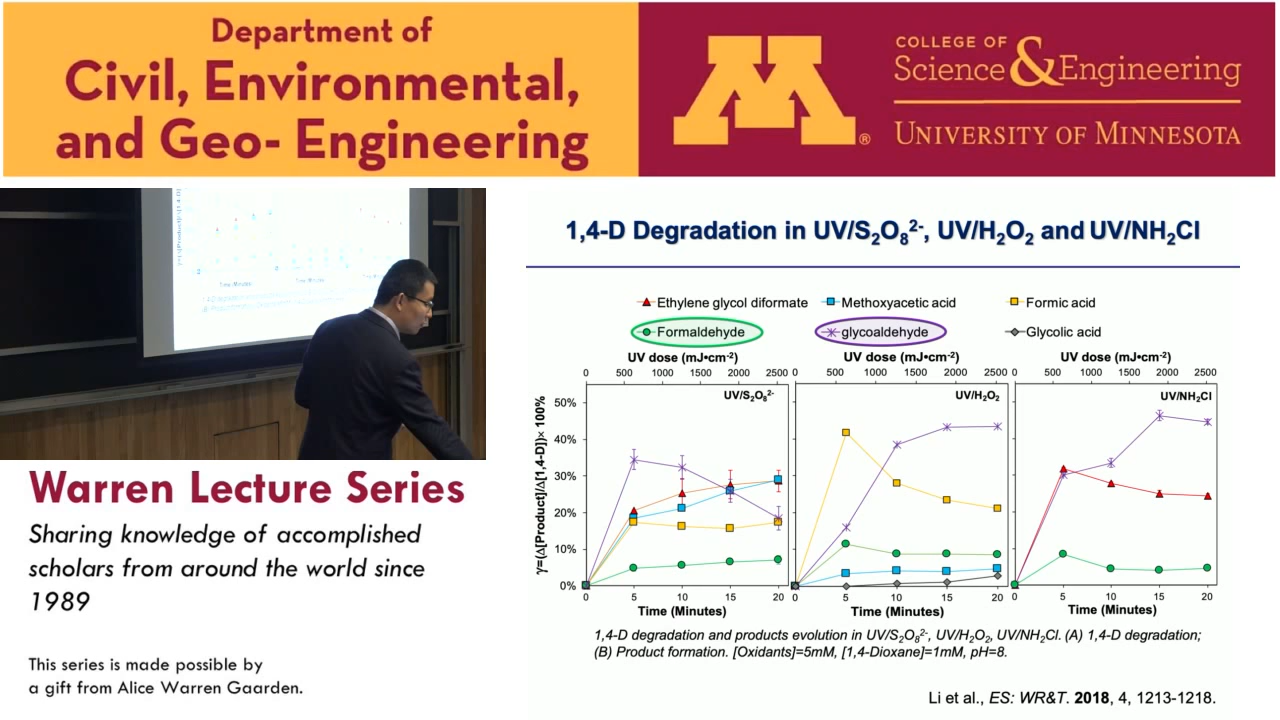 Department of
Civil, Environmental,
and Geo- Engineering
M®
COLLEGE OF
Science & Engineering
UNIVERSITY OF MINNESOTA
Warren Lecture Series
Sharing knowledge of accomplished
scholars from around the world since
1989
This series is made possible by
a gift from Alice Warren Gaarden.
1,4-D Degradation in UV/S₂O₈²⁻, UV/H₂O₂ and UV/NH₂Cl
Ethylene glycol diformate Methoxyacetic acid Formic acid
Formaldehyde glycoaldehyde Glycolic acid
UV dose (mJ•cm⁻²) UV dose (mJ•cm⁻²) UV dose (mJ•cm⁻²)
0 500 1000 1500 2000 2500 0 500 1000 1500 2000 2500 0 500 1000 1500 2000 2500
UV/S₂O₈²⁻ UV/H₂O₂ UV/NH₂Cl
γ=(Δ[Product]/Δ[1,4-D])× 100%
50%
40%
30%
20%
10%
0%
0 5 10 15 20 0 5 10 15 20 0 5 10 15 20
Time (Minutes) Time (Minutes) Time (Minutes)
1,4-D degradation and products evolution in UV/S₂O₈²⁻, UV/H₂O₂, UV/NH₂Cl. (A) 1,4-D degradation;
(B) Product formation. [Oxidants]=5mM, [1,4-Dioxane]=1mM, pH=8.
Li et al., ES: WR&T. 2018, 4, 1213-1218.